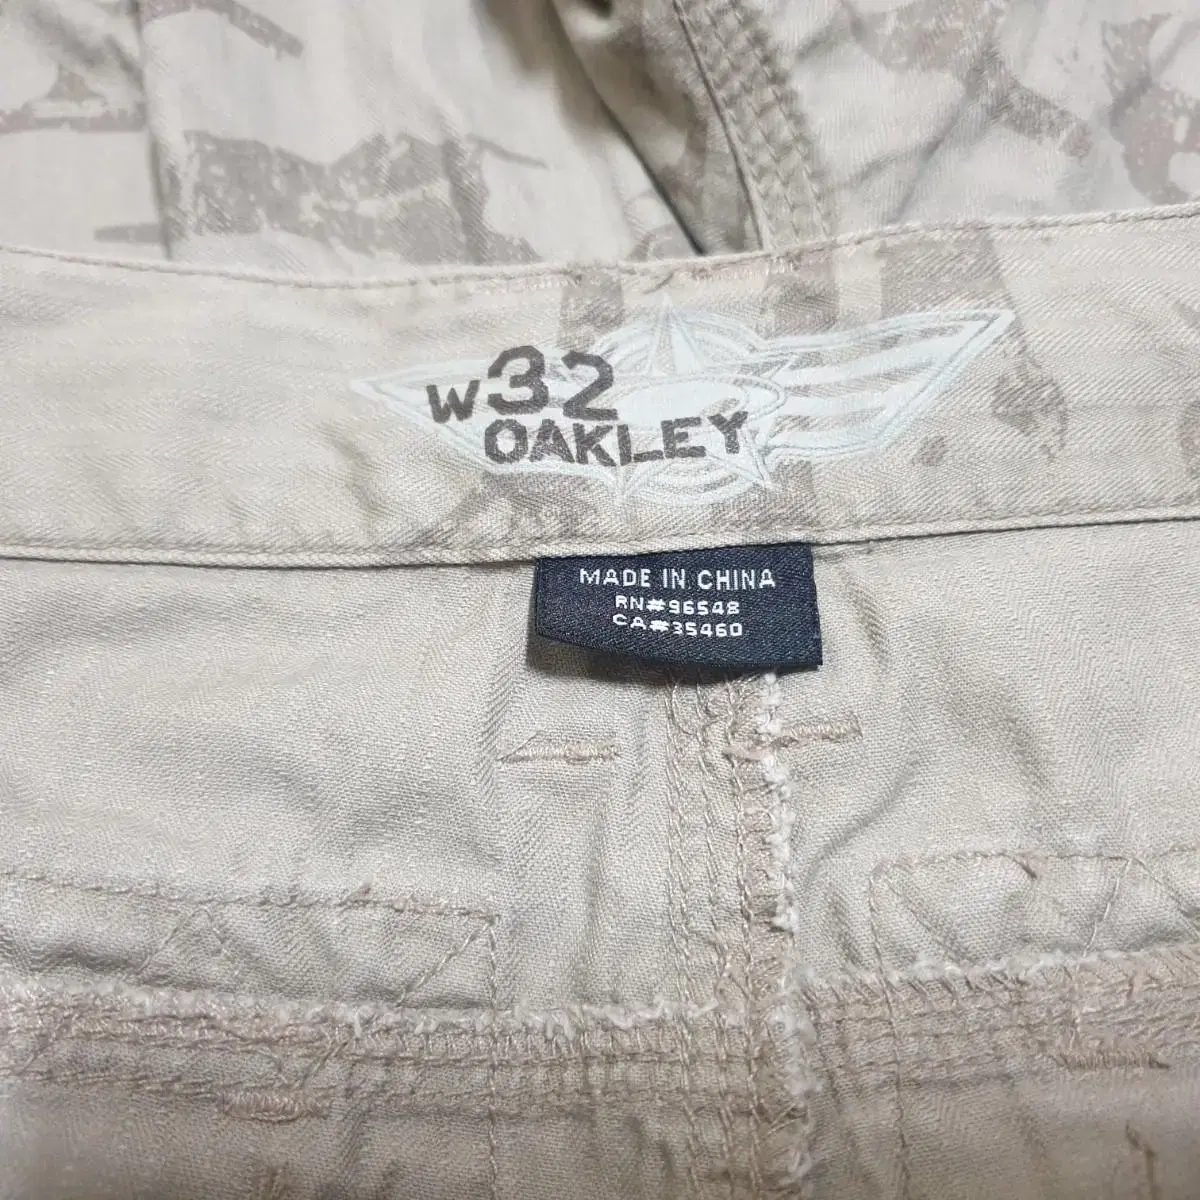 W32
OAKLEY
MADE IN CHINA
RN#96548
CA#35460